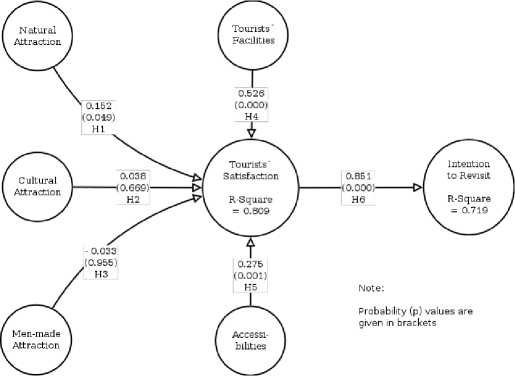 Natural
Attraction
Tourists´
Facilities
0.152
(0.049)
H1
0.526
(0.000)
H4
Cultural
Attraction
0.038
(0.669)
H2
Tourists´
Satisfaction
R-Square
= 0.809
0.851
(0.000)
H6
Intention
to Revisit
R-Square
= 0.719
- 0.033
(0.955)
H3
0.275
(0.001)
H5
Note:
Probability (p) values are
given in brackets
Men-made
Attraction
Accessi-
bilities